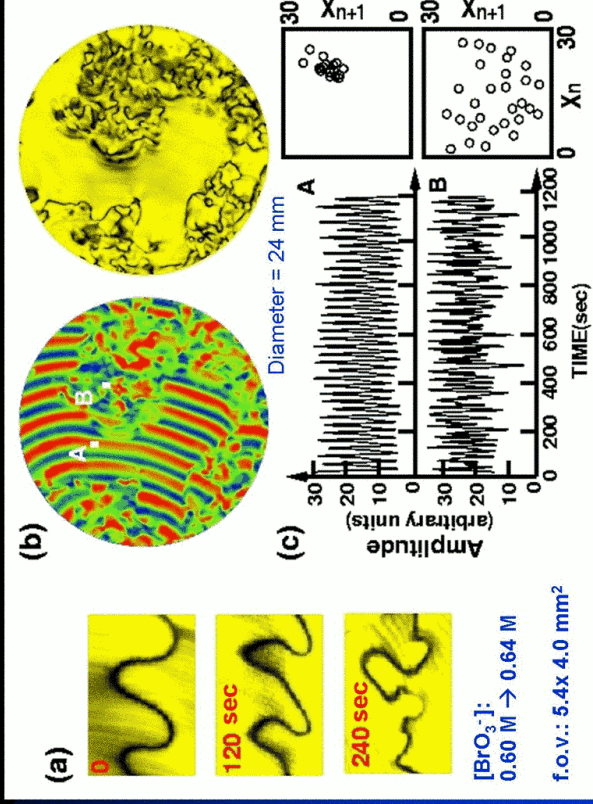 (a)
0
120 sec
240 sec
[BrO3-]:
0.60 M → 0.64 M
f.o.v.: 5.4x 4.0 mm2
(b)
A
B
Diameter = 24 mm
(c)
Amplitude
(arbitrary units)
30
20
10
0
A
30
20
10
0
B
0
200
400
600
800
1000
1200
TIME(sec)
30
Xn+1
0
30
Xn+1
0
0
Xn
30